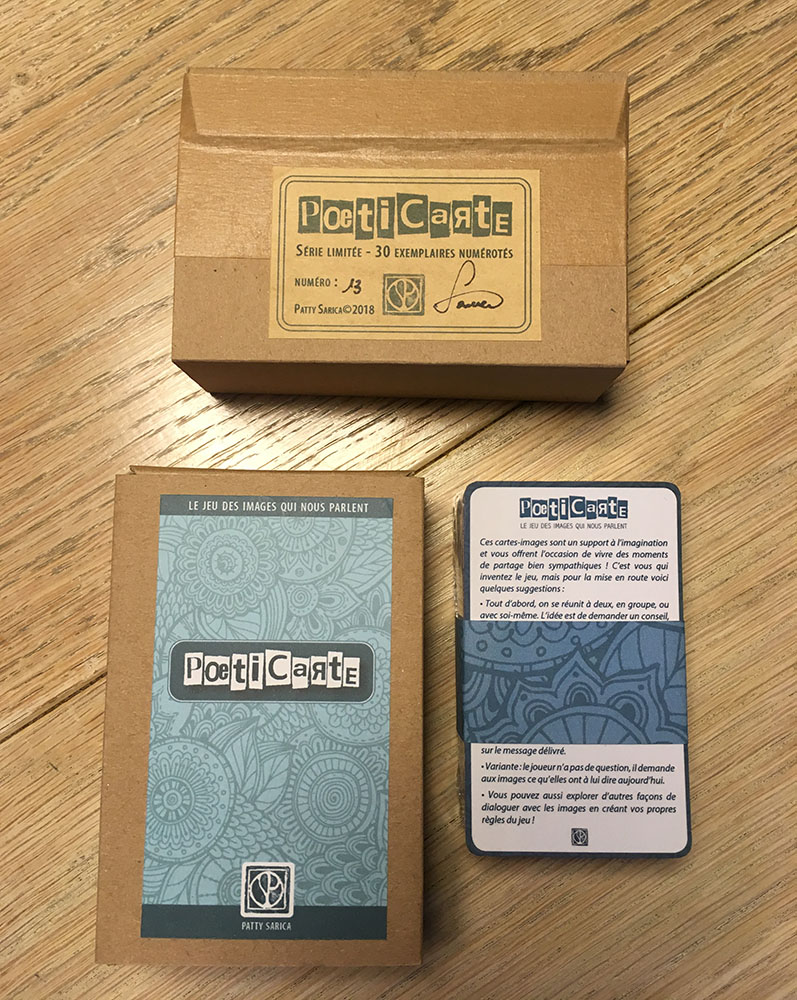 PœtiCaяtE
SÉRIE LIMITÉE - 30 EXEMPLAIRES NUMÉROTÉS
NUMÉRO : 13
PATTY SARICA©2018
LE JEU DES IMAGES QUI NOUS PARLENT
PœtiCaяtE
PATTY SARICA
PœtiCaяtE
LE JEU DES IMAGES QUI NOUS PARLENT
Ces cartes-images sont un support à l'imagination
et vous offrent l'occasion de vivre des moments
de partage bien sympathiques ! C'est vous qui
inventez le jeu, mais pour la mise en route voici
quelques suggestions :
• Tout d'abord, on se réunit à deux, en groupe, ou
avec soi-même. L'idée est de demander un conseil,
sur le message délivré.
• Variante : le joueur n'a pas de question, il demande
aux images ce qu'elles ont à lui dire aujourd'hui.
• Vous pouvez aussi explorer d'autres façons de
dialoguer avec les images en créant vos propres
règles du jeu !